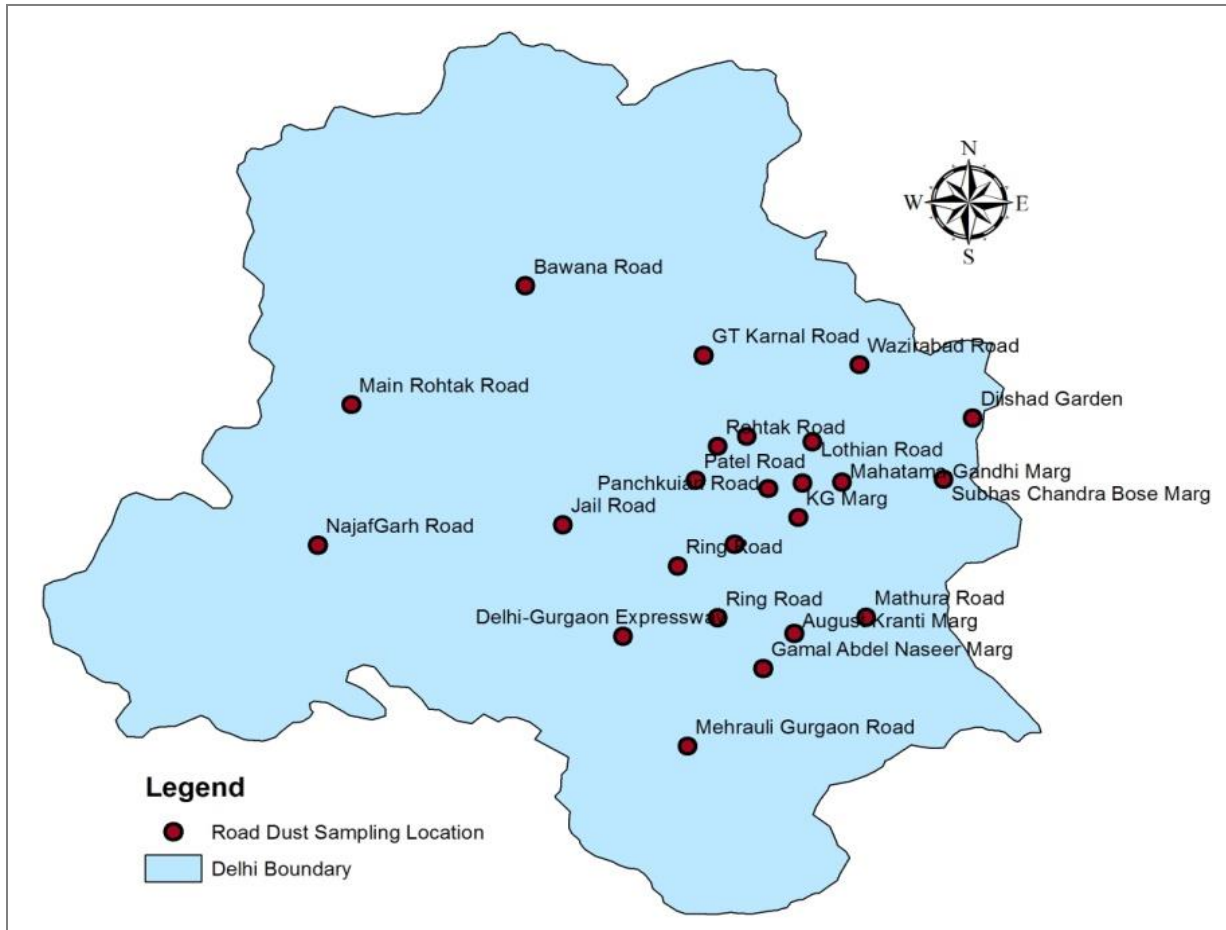 N
W E
S
Bawana Road
GT Karnal Road
Wazirabad Road
Main Rohtak Road
Dilshad Garden
Rohtak Road
Lothian Road
Patel Road
Mahatama Gandhi Marg
Panchkuian Road
Subhas Chandra Bose Marg
KG Marg
Jail Road
NajafGarh Road
Ring Road
Ring Road
Mathura Road
Delhi-Gurgaon Expressway
August Kranti Marg
Gamal Abdel Naseer Marg
Mehrauli Gurgaon Road
Legend
Road Dust Sampling Location
Delhi Boundary